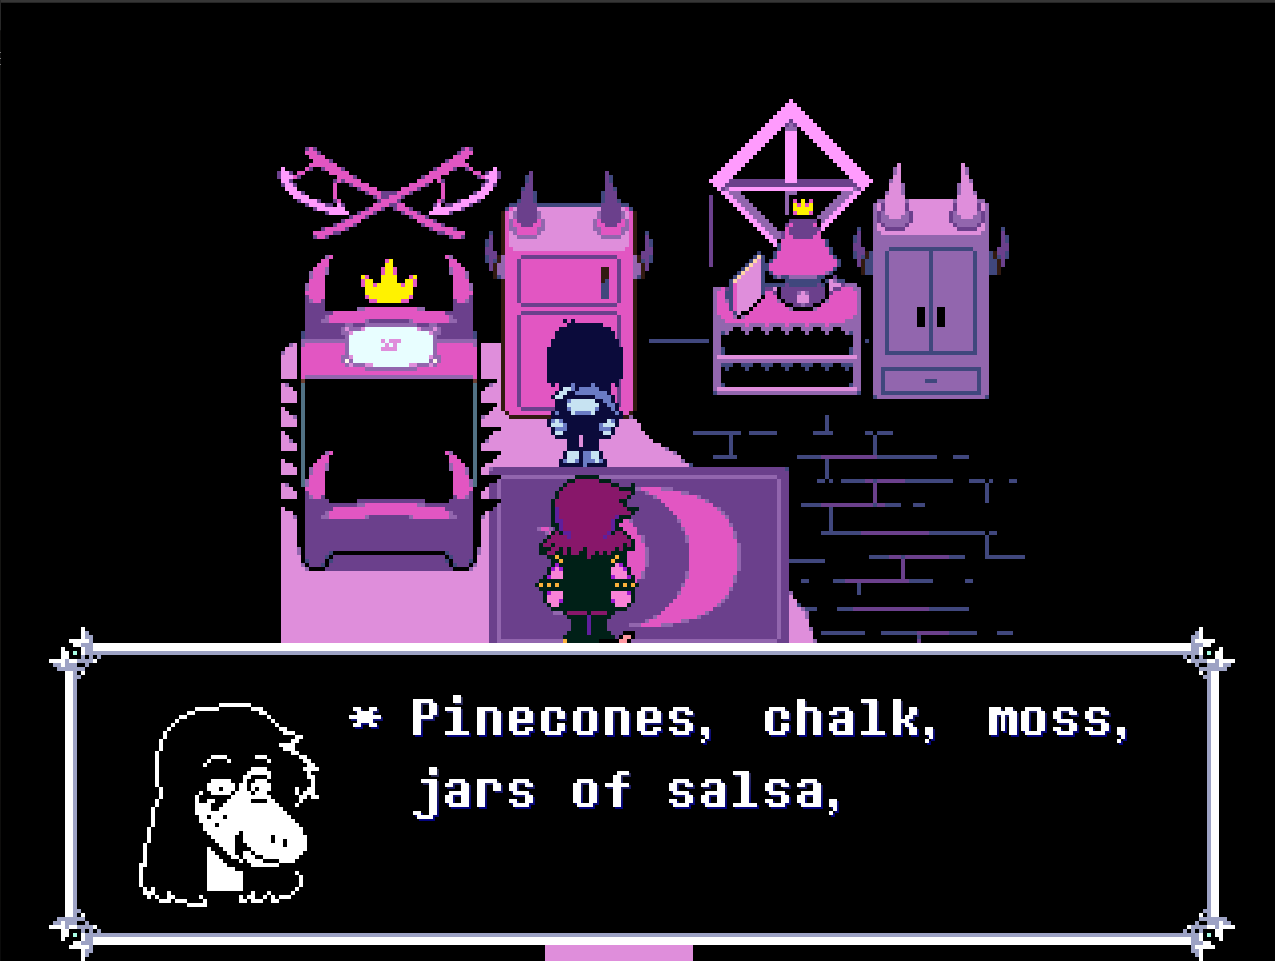 * Pinecones, chalk, moss,
jars of salsa,